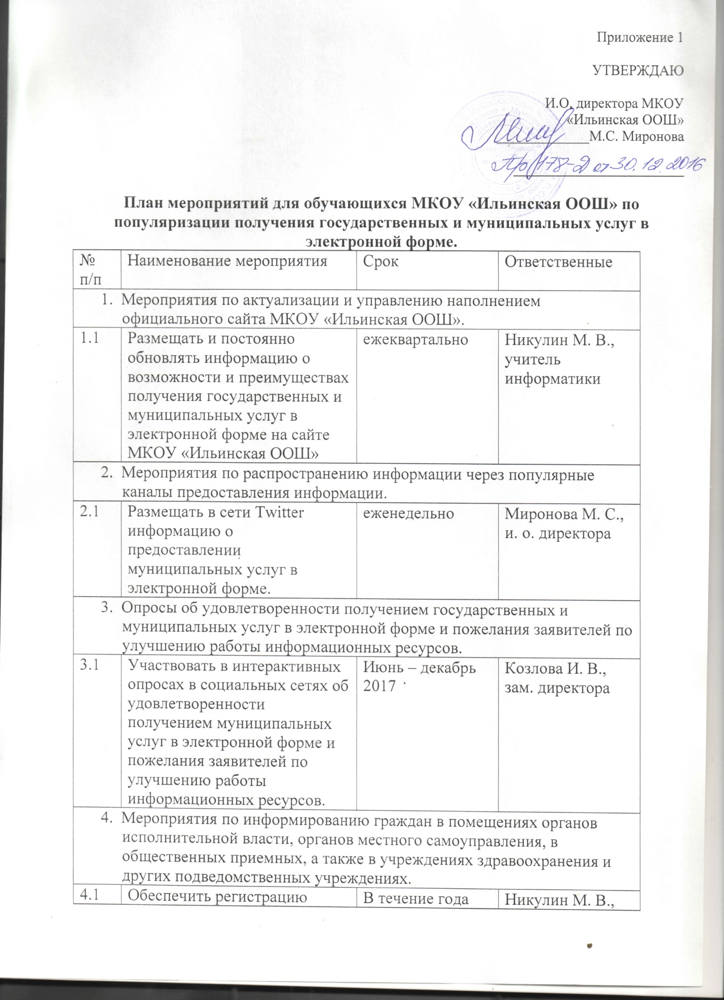 Приложение 1
УТВЕРЖДАЮ
И.О. директора МКОУ
«Ильинская ООШ»
М.С. Миронова
Пр 178-Д от 30.12.2016
План мероприятий для обучающихся МКОУ «Ильинская ООШ» по
популяризации получения государственных и муниципальных услуг в
электронной форме.
№ Наименование мероприятия Срок Ответственные
п/п
1. Мероприятия по актуализации и управлению наполнением
официального сайта МКОУ «Ильинская ООШ».
1.1 Размещать и постоянно ежеквартально Никулин М. В.,
обновлять информацию о учитель
возможности и преимуществах информатики
получения государственных и
муниципальных услуг в
электронной форме на сайте
МКОУ «Ильинская ООШ»
2. Мероприятия по распространению информации через популярные
каналы предоставления информации.
2.1 Размещать в сети Twitter еженедельно Миронова М. С.,
информацию о и. о. директора
предоставлении
муниципальных услуг в
электронной форме.
3. Опросы об удовлетворенности получением государственных и
муниципальных услуг в электронной форме и пожелания заявителей по
улучшению работы информационных ресурсов.
3.1 Участвовать в интерактивных Июнь – декабрь Козлова И. В.,
опросах в социальных сетях об 2017 зам. директора
удовлетворенности
получением муниципальных
услуг в электронной форме и
пожелания заявителей по
улучшению работы
информационных ресурсов.
4. Мероприятия по информированию граждан в помещениях органов
исполнительной власти, органов местного самоуправления, в
общественных приемных, а также в учреждениях здравоохранения и
других подведомственных учреждениях.
4.1 Обеспечить регистрацию В течение года Никулин М. В.,